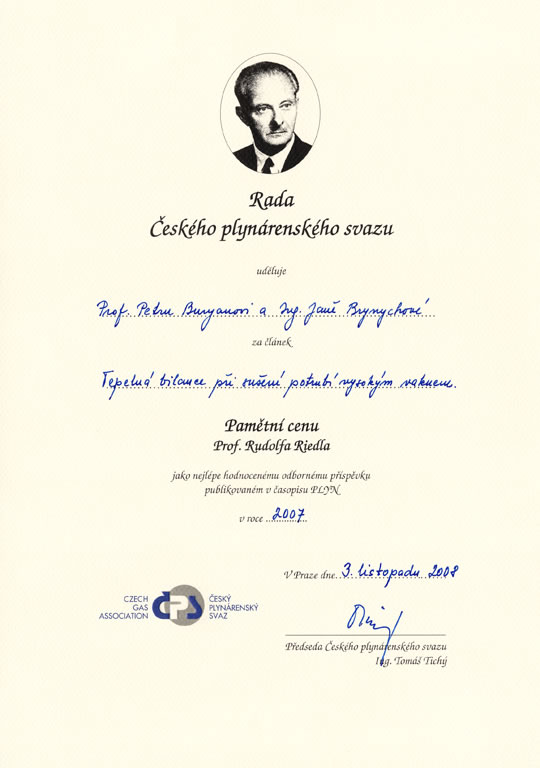 Rada
Českého plynárenského svazu
uděluje
Prof. Petru Buryanovi a Ing. Janě Brynychové
za článek
Tepelná bilance při sušení potrubí vysokým vakuem.
Pamětní cenu
Prof. Rudolfa Riedla
jako nejlépe hodnocenému odbornému příspěvku
publikovaném v časopisu PLYN
v roce 2007
V Praze dne 3. listopadu 2008
CZECH
GAS
ASSOCIATION
ČPS
ČESKÝ
PLYNÁRENSKÝ
SVAZ
Předseda Českého plynárenského svazu
Ing. Tomáš Tichý